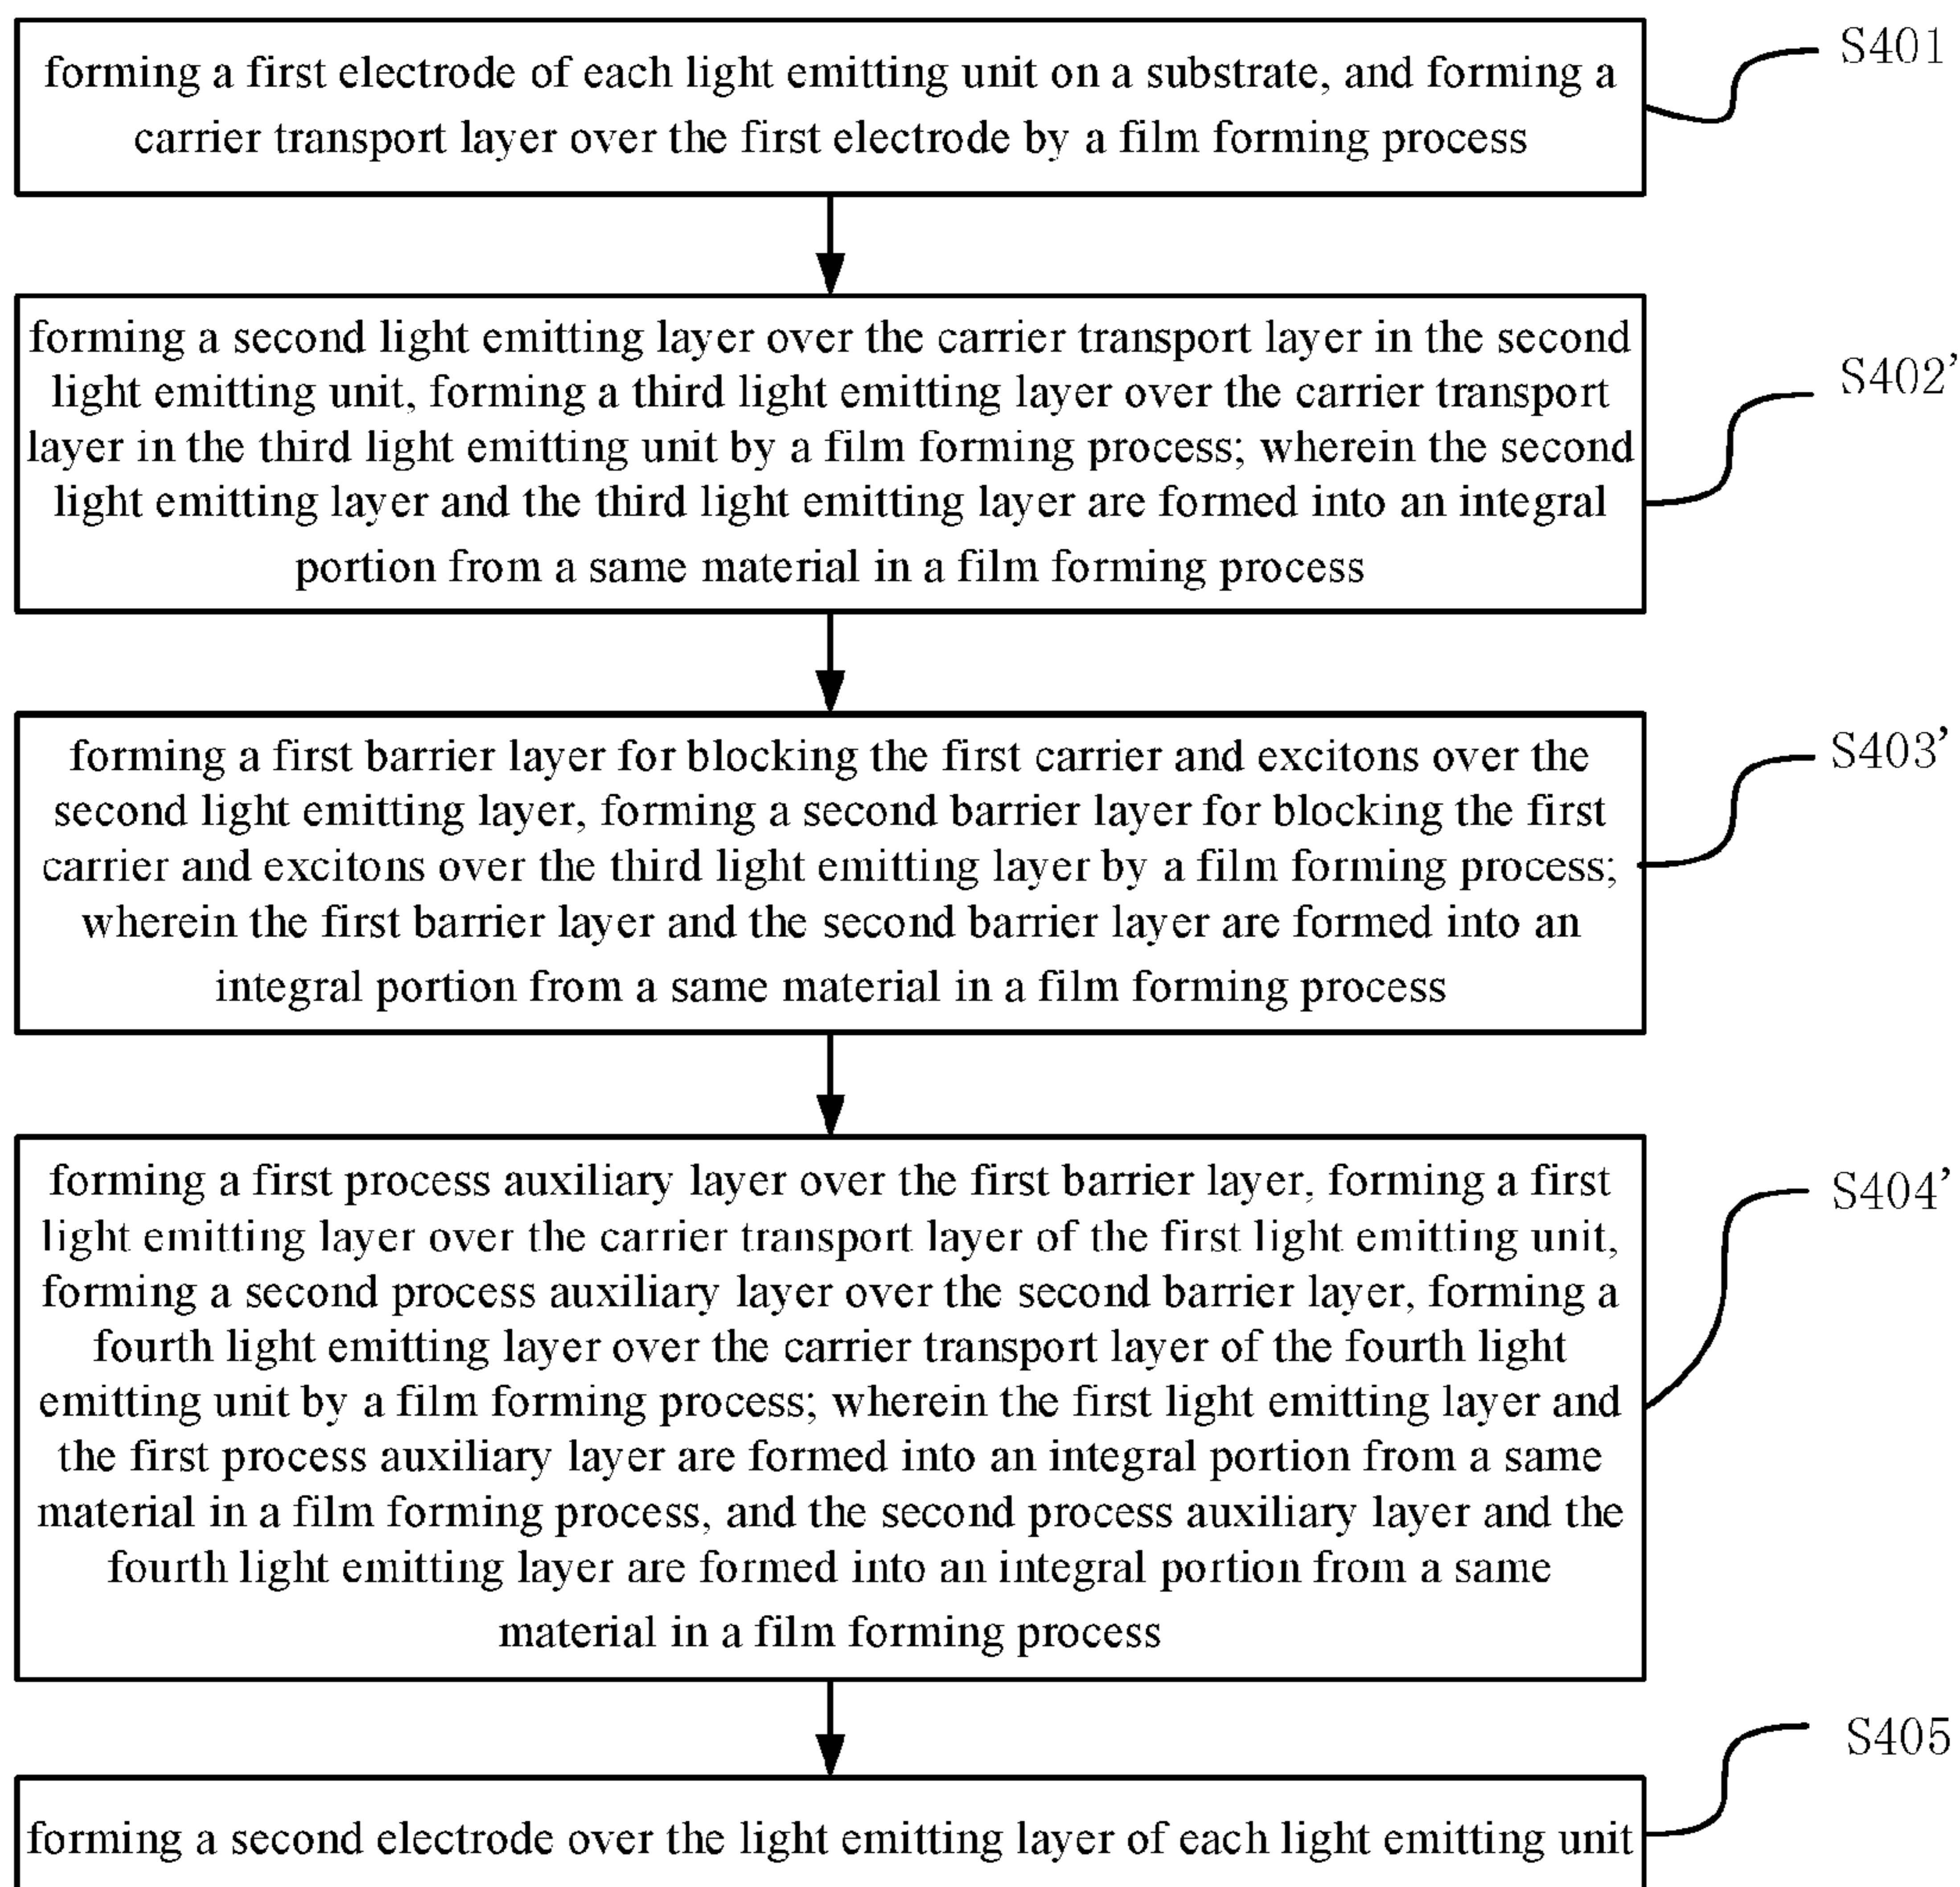 forming a first electrode of each light emitting unit on a substrate, and forming a
carrier transport layer over the first electrode by a film forming process
S401
forming a second light emitting layer over the carrier transport layer in the second
light emitting unit, forming a third light emitting layer over the carrier transport
layer in the third light emitting unit by a film forming process; wherein the second
light emitting layer and the third light emitting layer are formed into an integral
portion from a same material in a film forming process
S402’
forming a first barrier layer for blocking the first carrier and excitons over the
second light emitting layer, forming a second barrier layer for blocking the first
carrier and excitons over the third light emitting layer by a film forming process;
wherein the first barrier layer and the second barrier layer are formed into an
integral portion from a same material in a film forming process
S403’
forming a first process auxiliary layer over the first barrier layer, forming a first
light emitting layer over the carrier transport layer of the first light emitting unit,
forming a second process auxiliary layer over the second barrier layer, forming a
fourth light emitting layer over the carrier transport layer of the fourth light
emitting unit by a film forming process; wherein the first light emitting layer and
the first process auxiliary layer are formed into an integral portion from a same
material in a film forming process, and the second process auxiliary layer and the
fourth light emitting layer are formed into an integral portion from a same
material in a film forming process
S404’
forming a second electrode over the light emitting layer of each light emitting unit
S405